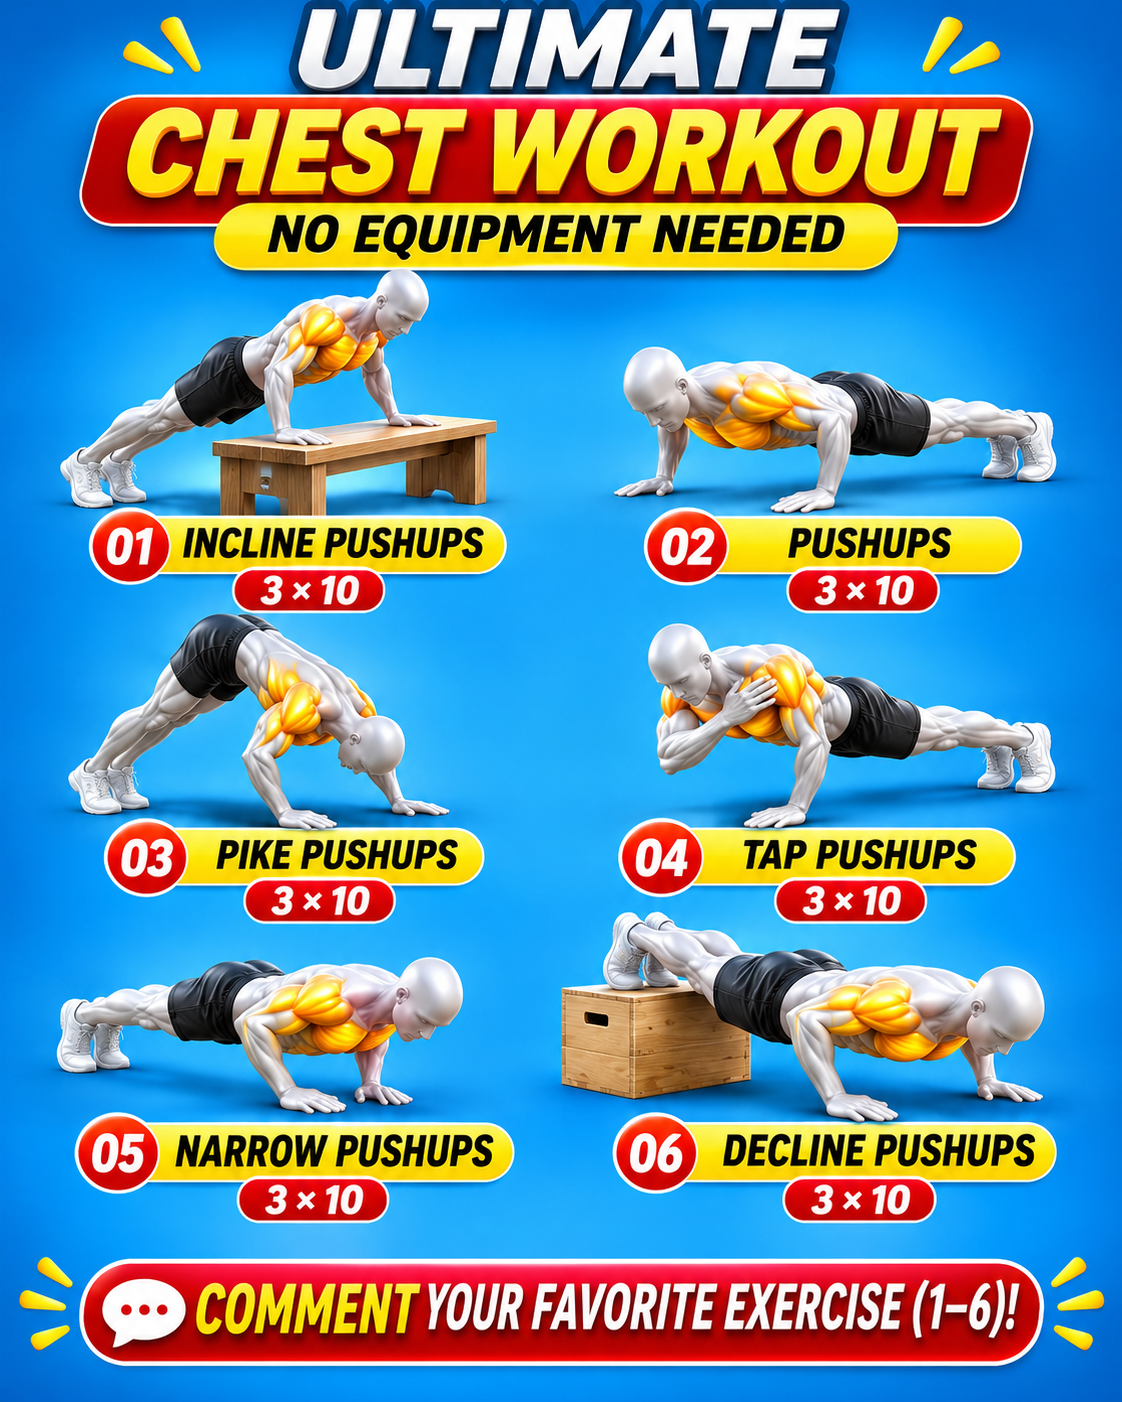 ULTIMATE
CHEST WORKOUT
NO EQUIPMENT NEEDED
01 INCLINE PUSHUPS
3 × 10
02 PUSHUPS
3 × 10
03 PIKE PUSHUPS
3 × 10
04 TAP PUSHUPS
3 × 10
05 NARROW PUSHUPS
3 × 10
06 DECLINE PUSHUPS
3 × 10
COMMENT YOUR FAVORITE EXERCISE (1–6)!